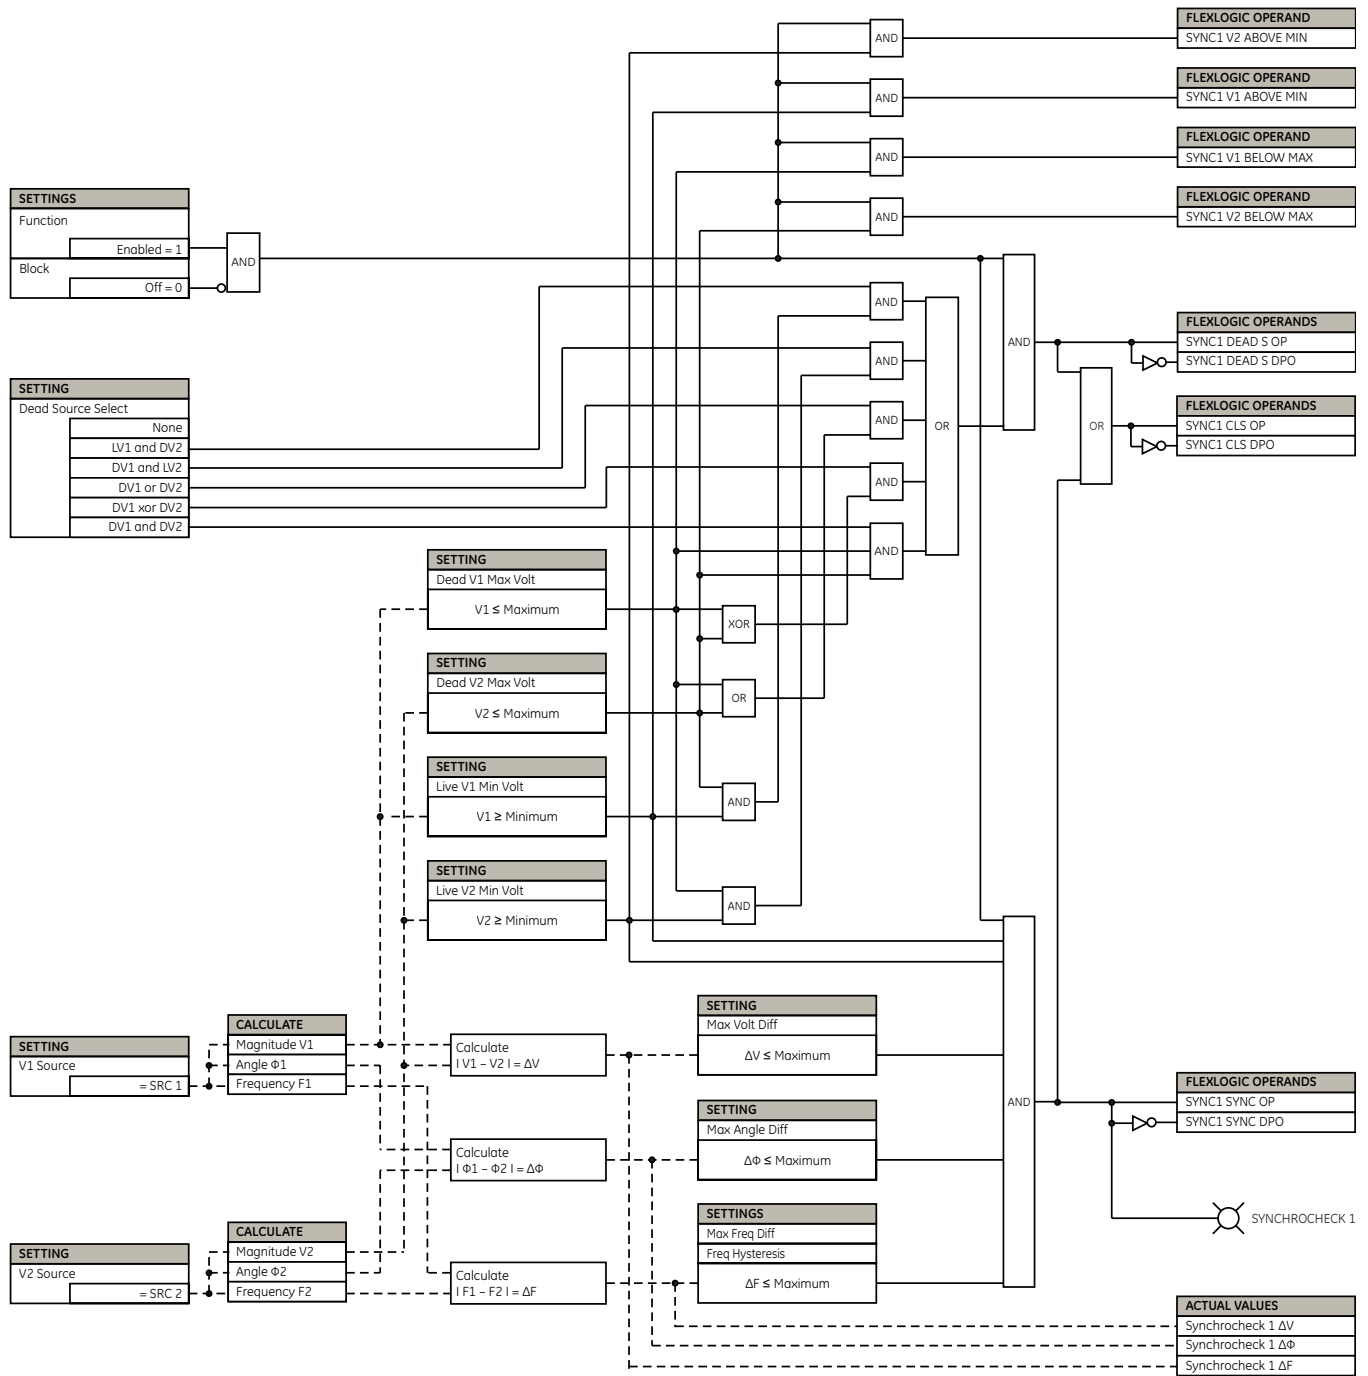 FLEXLOGIC OPERAND
SYNC1 V2 ABOVE MIN
AND
FLEXLOGIC OPERAND
SYNC1 V1 ABOVE MIN
AND
FLEXLOGIC OPERAND
SYNC1 V1 BELOW MAX
AND
FLEXLOGIC OPERAND
SYNC1 V2 BELOW MAX
AND
SETTINGS
Function
Enabled = 1
Block
Off = 0
AND
SETTING
Dead Source Select
None
LV1 and DV2
DV1 and LV2
DV1 or DV2
DV1 xor DV2
DV1 and DV2
AND
AND
AND
AND
AND
OR
AND
OR
FLEXLOGIC OPERANDS
SYNC1 DEAD S OP
SYNC1 DEAD S DPO
FLEXLOGIC OPERANDS
SYNC1 CLS OP
SYNC1 CLS DPO
SETTING
Dead V1 Max Volt
V1 ≤ Maximum
XOR
SETTING
Dead V2 Max Volt
V2 ≤ Maximum
OR
SETTING
Live V1 Min Volt
V1 ≥ Minimum
AND
SETTING
Live V2 Min Volt
V2 ≥ Minimum
AND
SETTING
V1 Source
= SRC 1
CALCULATE
Magnitude V1
Angle Φ1
Frequency F1
Calculate
I V1 – V2 I = ΔV
SETTING
Max Volt Diff
ΔV ≤ Maximum
Calculate
I Φ1 – Φ2 I = ΔΦ
SETTING
Max Angle Diff
ΔΦ ≤ Maximum
AND
FLEXLOGIC OPERANDS
SYNC1 SYNC OP
SYNC1 SYNC DPO
SYNCHROCHECK 1
SETTING
V2 Source
= SRC 2
CALCULATE
Magnitude V2
Angle Φ2
Frequency F2
Calculate
I F1 – F2 I = ΔF
SETTINGS
Max Freq Diff
Freq Hysteresis
ΔF ≤ Maximum
ACTUAL VALUES
Synchrocheck 1 ΔV
Synchrocheck 1 ΔΦ
Synchrocheck 1 ΔF